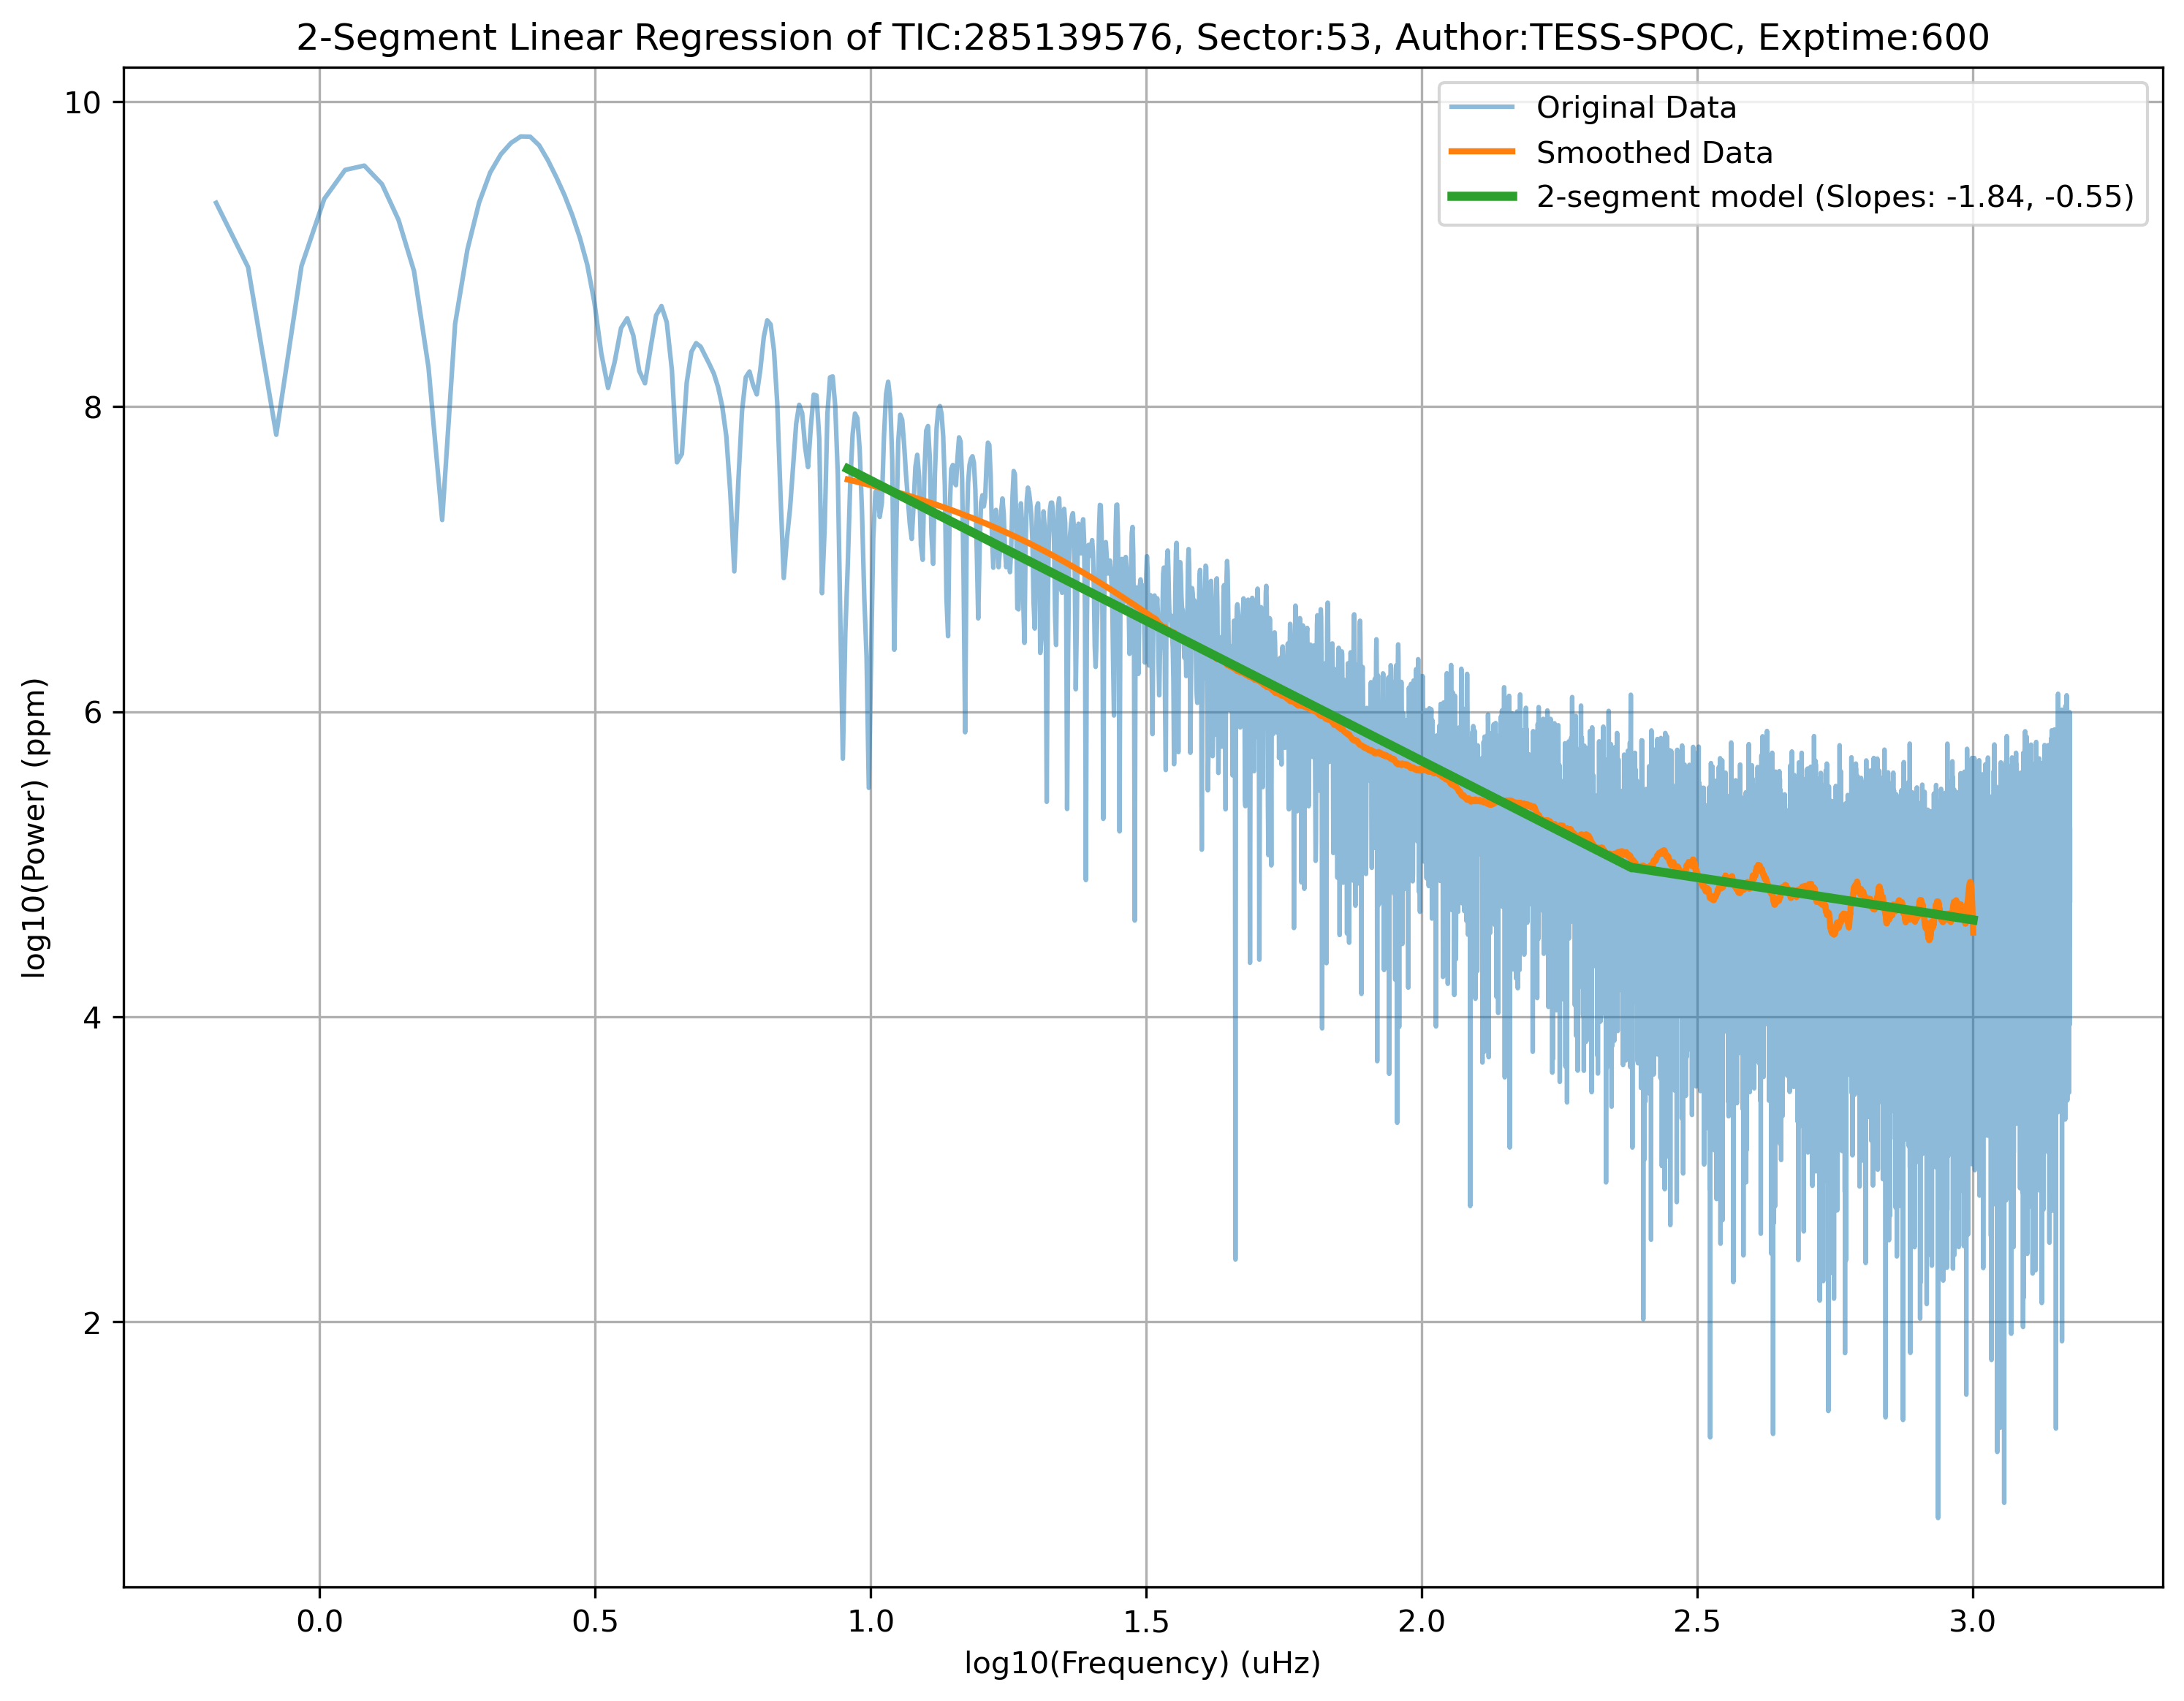 2-Segment Linear Regression of TIC:285139576, Sector:53, Author:TESS-SPOC, Exptime:600
Original Data
Smoothed Data
2-segment model (Slopes: -1.84, -0.55)
log10(Power) (ppm)
10
8
6
4
2
0.0 0.5 1.0 1.5 2.0 2.5 3.0
log10(Frequency) (uHz)